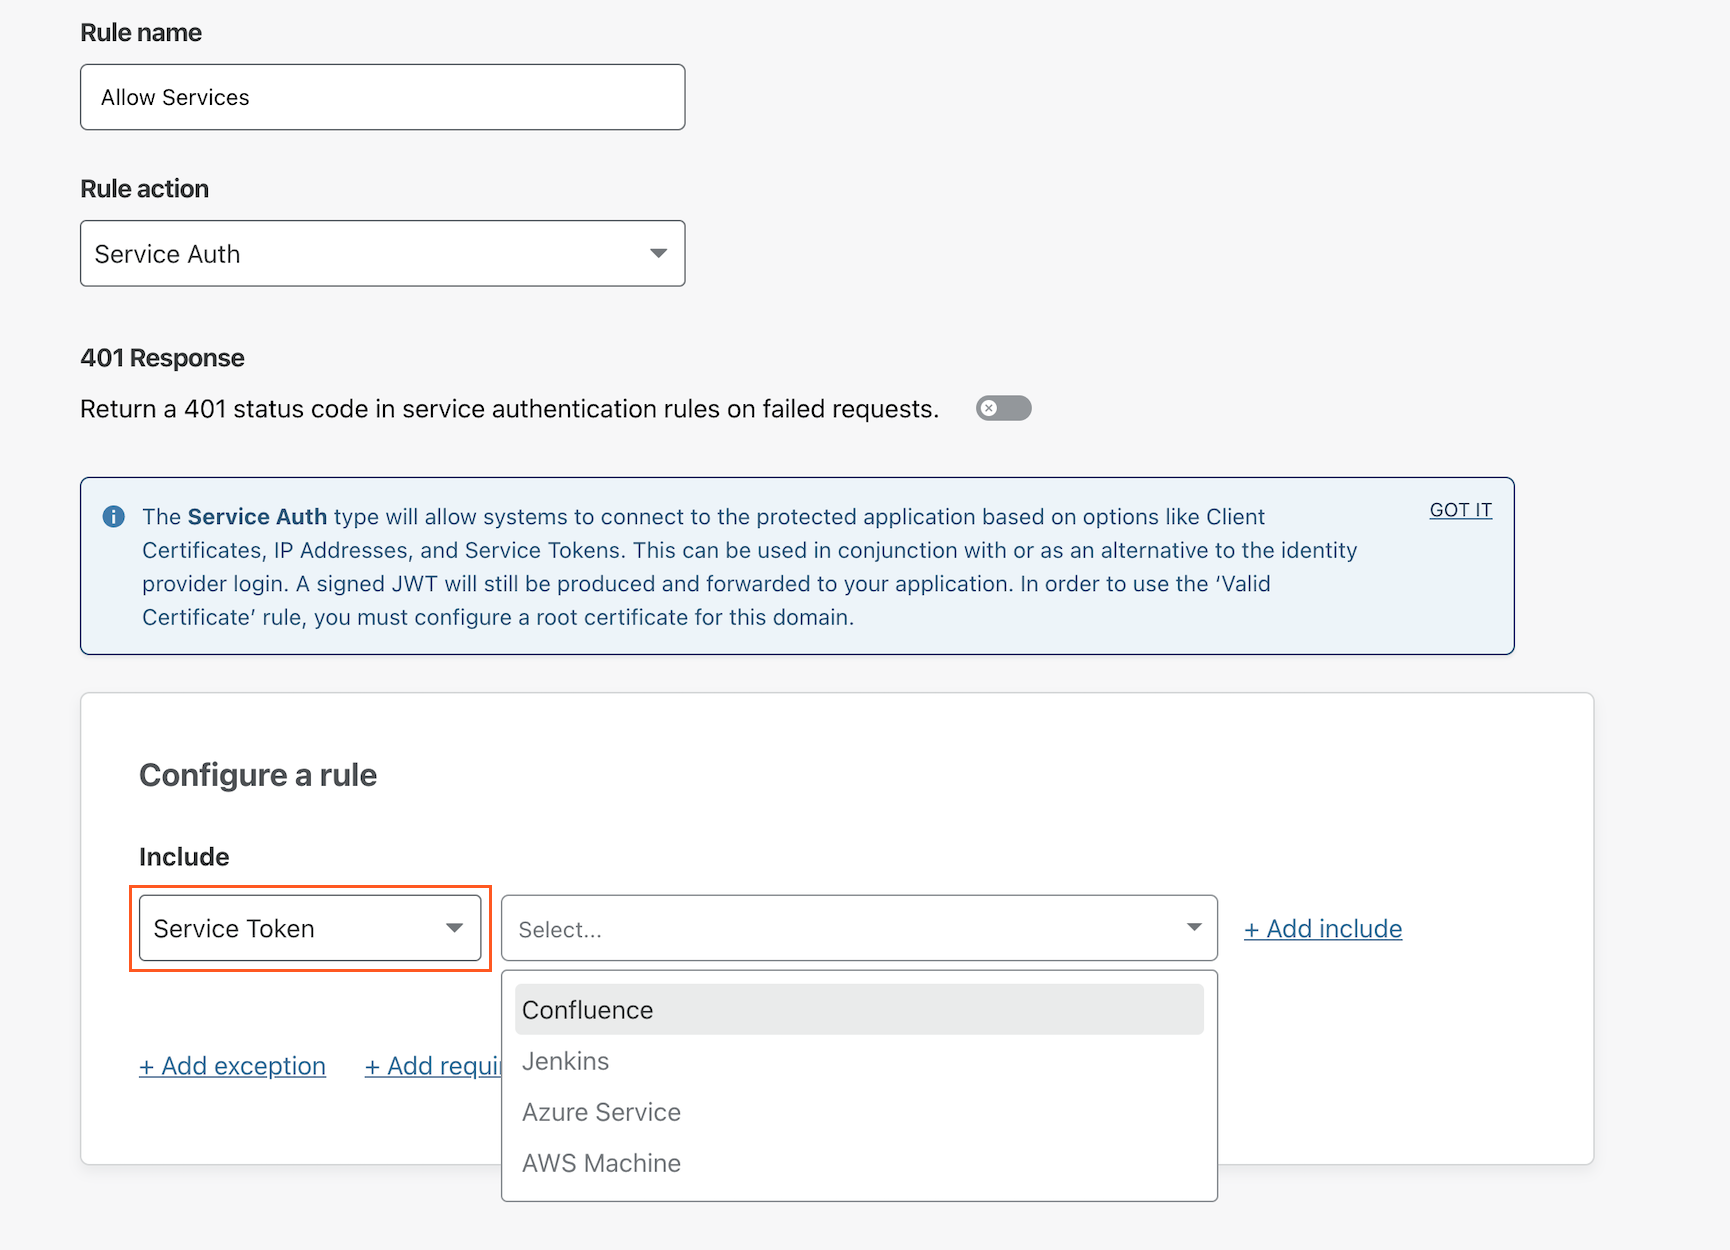 Rule name
Allow Services
Rule action
Service Auth
401 Response
Return a 401 status code in service authentication rules on failed requests.
The Service Auth type will allow systems to connect to the protected application based on options like Client
GOT IT
Certificates, IP Addresses, and Service Tokens. This can be used in conjunction with or as an alternative to the identity
provider login. A signed JWT will still be produced and forwarded to your application. In order to use the ‘Valid
Certificate’ rule, you must configure a root certificate for this domain.
Configure a rule
Include
Service Token
Select...
+ Add include
Confluence
Jenkins
Azure Service
AWS Machine
+ Add exception
+ Add requi